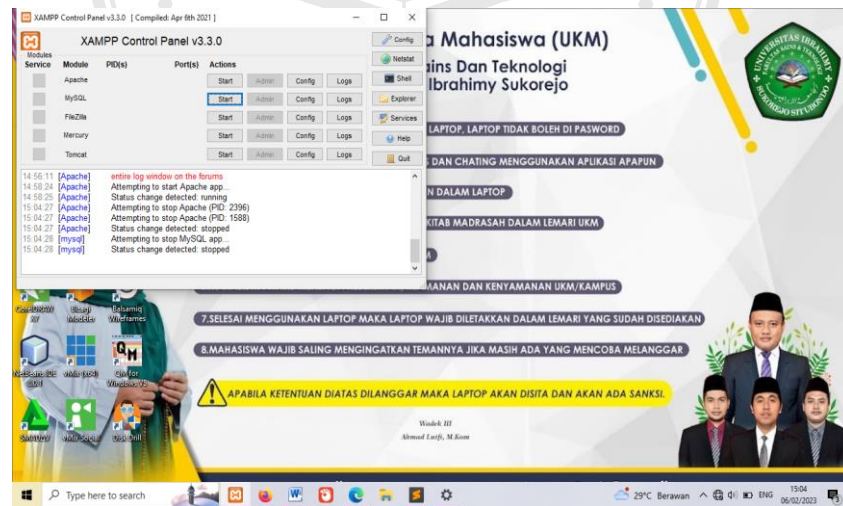 XAMPP Control Panel v3.3.0 [ Compiled: Apr 6th 2021 ]
XAMPP Control Panel v3.3.0
Config
Netstat
Shell
Explorer
Services
Help
Quit
Modules
Service Module PID(s) Port(s) Actions
Apache Start Admin Config Logs
MySQL Start Admin Config Logs
FileZilla Start Admin Config Logs
Mercury Start Admin Config Logs
Tomcat Start Admin Config Logs
14:56:11 [Apache] entire log window on the forums
14:58:24 [Apache] Attempting to start Apache app...
14:58:25 [Apache] Status change detected: running
15:04:27 [Apache] Attempting to stop Apache (PID: 2396)
15:04:27 [Apache] Attempting to stop Apache (PID: 1588)
15:04:27 [Apache] Status change detected: stopped
15:04:28 [mysql] Attempting to stop MySQL app...
15:04:28 [mysql] Status change detected: stopped
a Mahasiswa (UKM)
ains Dan Teknologi
Ibrahimy Sukorejo
LAPTOP, LAPTOP TIDAK BOLEH DI PASWORD
DAN CHATING MENGGUNAKAN APLIKASI APAPUN
N DALAM LAPTOP
KITAB MADRASAH DALAM LEMARI UKM
MANAN DAN KENYAMANAN UKM/KAMPUS
7.SELESAI MENGGUNAKAN LAPTOP MAKA LAPTOP WAJIB DILETAKKAN DALAM LEMARI YANG SUDAH DISEDIAKAN
8.MAHASISWA WAJIB SALING MENGINGATKAN TEMANNYA JIKA MASIH ADA YANG MENCOBA MELANGGAR
APABILA KETENTUAN DIATAS DILANGGAR MAKA LAPTOP AKAN DISITA DAN AKAN ADA SANKSI.
Wadek III
Ahmad Lutfi, M.Kom
Bizagi Modeler
Balsamiq Wireframes
vMix (x64)
vMix Social
Disk Drill
SMADAV
Type here to search
29°C Berawan
ENG
15:04
06/02/2023